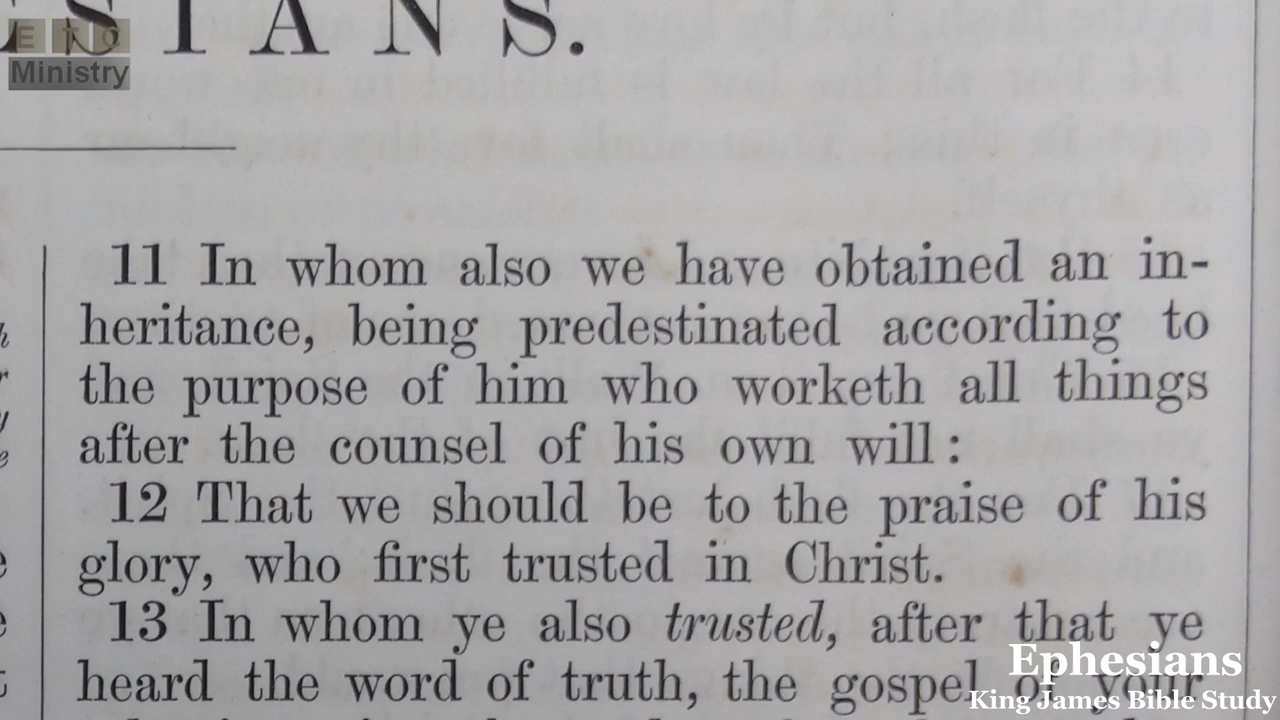 ETC
Ministry
SIANS.
11 In whom also we have obtained an in-
heritance, being predestinated according to
the purpose of him who worketh all things
after the counsel of his own will :
12 That we should be to the praise of his
glory, who first trusted in Christ.
13 In whom ye also trusted, after that ye
heard the word of truth, the gospel of your
Ephesians
King James Bible Study